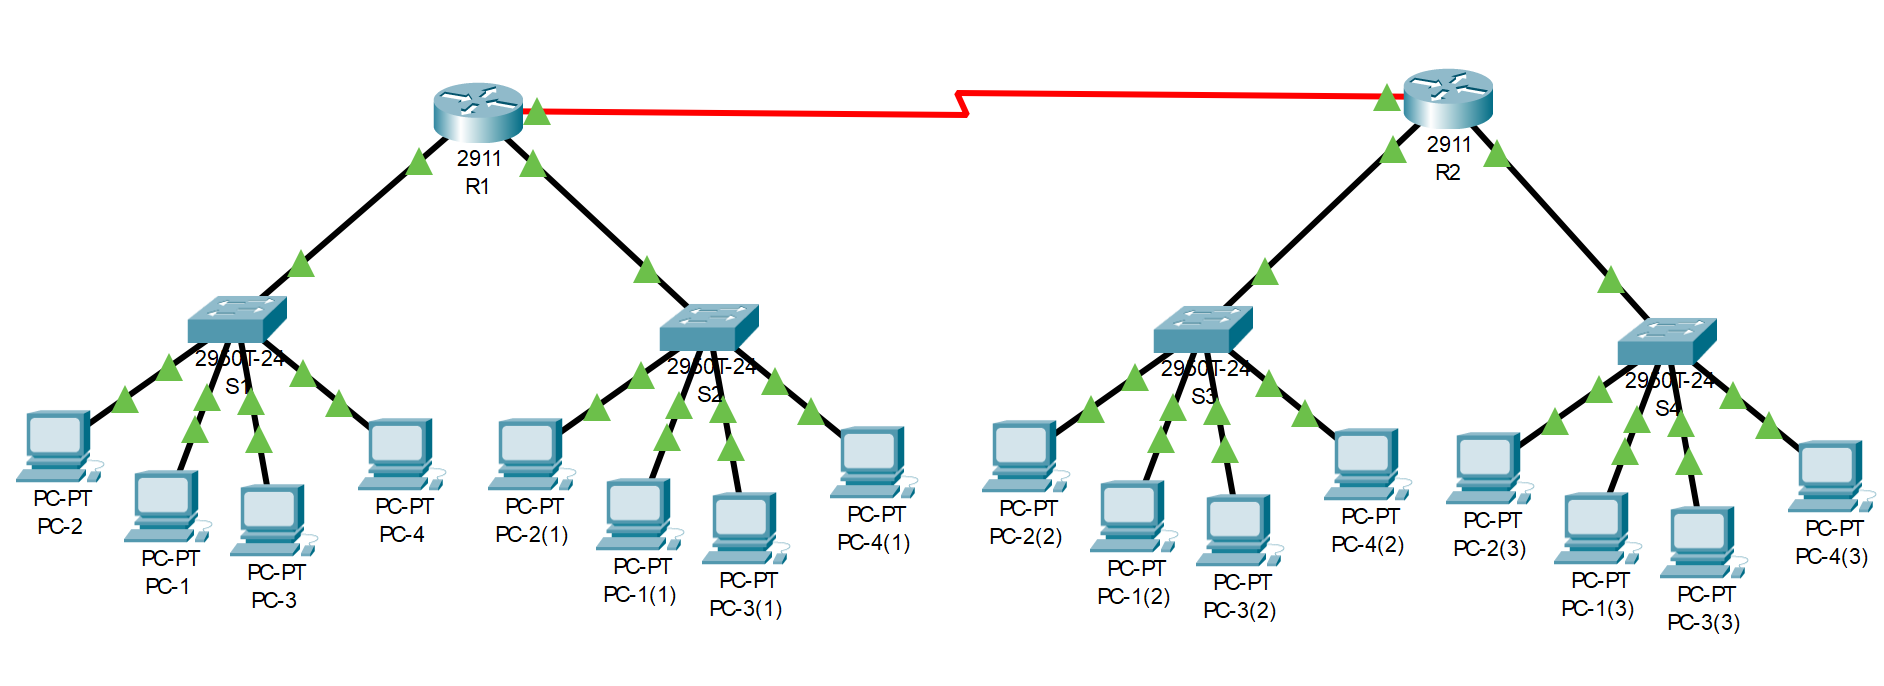 2911
R1
2911
R2
2950T-24
S1
2950T-24
S2
2950T-24
S3
2950T-24
S4
PC-PT
PC-2
PC-PT
PC-1
PC-PT
PC-3
PC-PT
PC-4
PC-PT
PC-2(1)
PC-PT
PC-1(1)
PC-PT
PC-3(1)
PC-PT
PC-4(1)
PC-PT
PC-2(2)
PC-PT
PC-1(2)
PC-PT
PC-3(2)
PC-PT
PC-4(2)
PC-PT
PC-2(3)
PC-PT
PC-1(3)
PC-PT
PC-3(3)
PC-PT
PC-4(3)